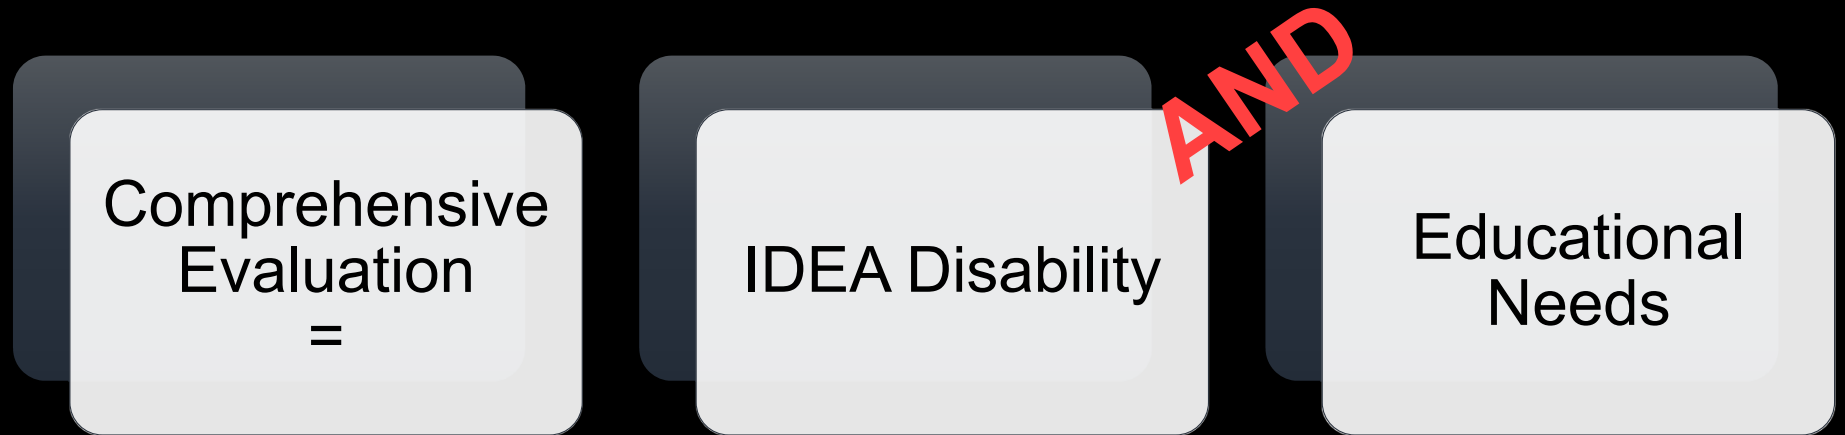 Comprehensive
Evaluation
=
IDEA Disability
AND
Educational
Needs